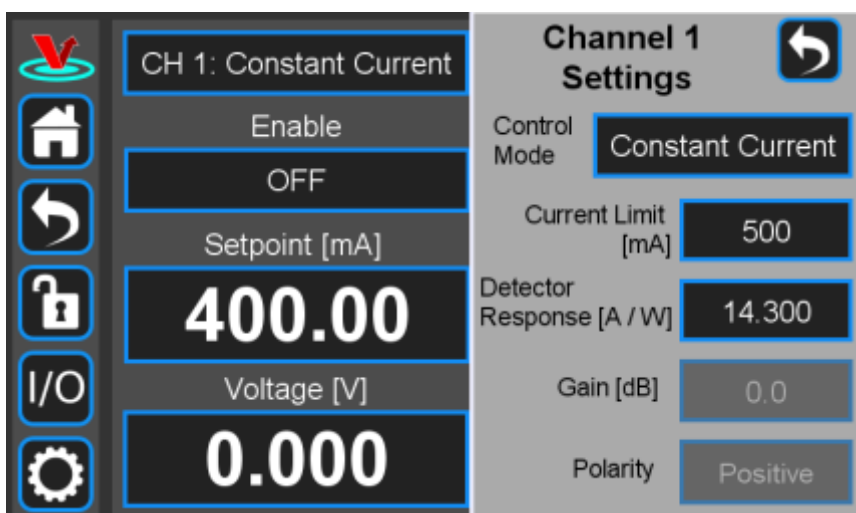 CH 1: Constant Current
Enable
OFF
Setpoint [mA]
400.00
Voltage [V]
0.000
I/O
Channel 1
Settings
Control
Mode
Constant Current
Current Limit
[mA]
500
Detector
Response [A / W]
14.300
Gain [dB]
0.0
Polarity
Positive